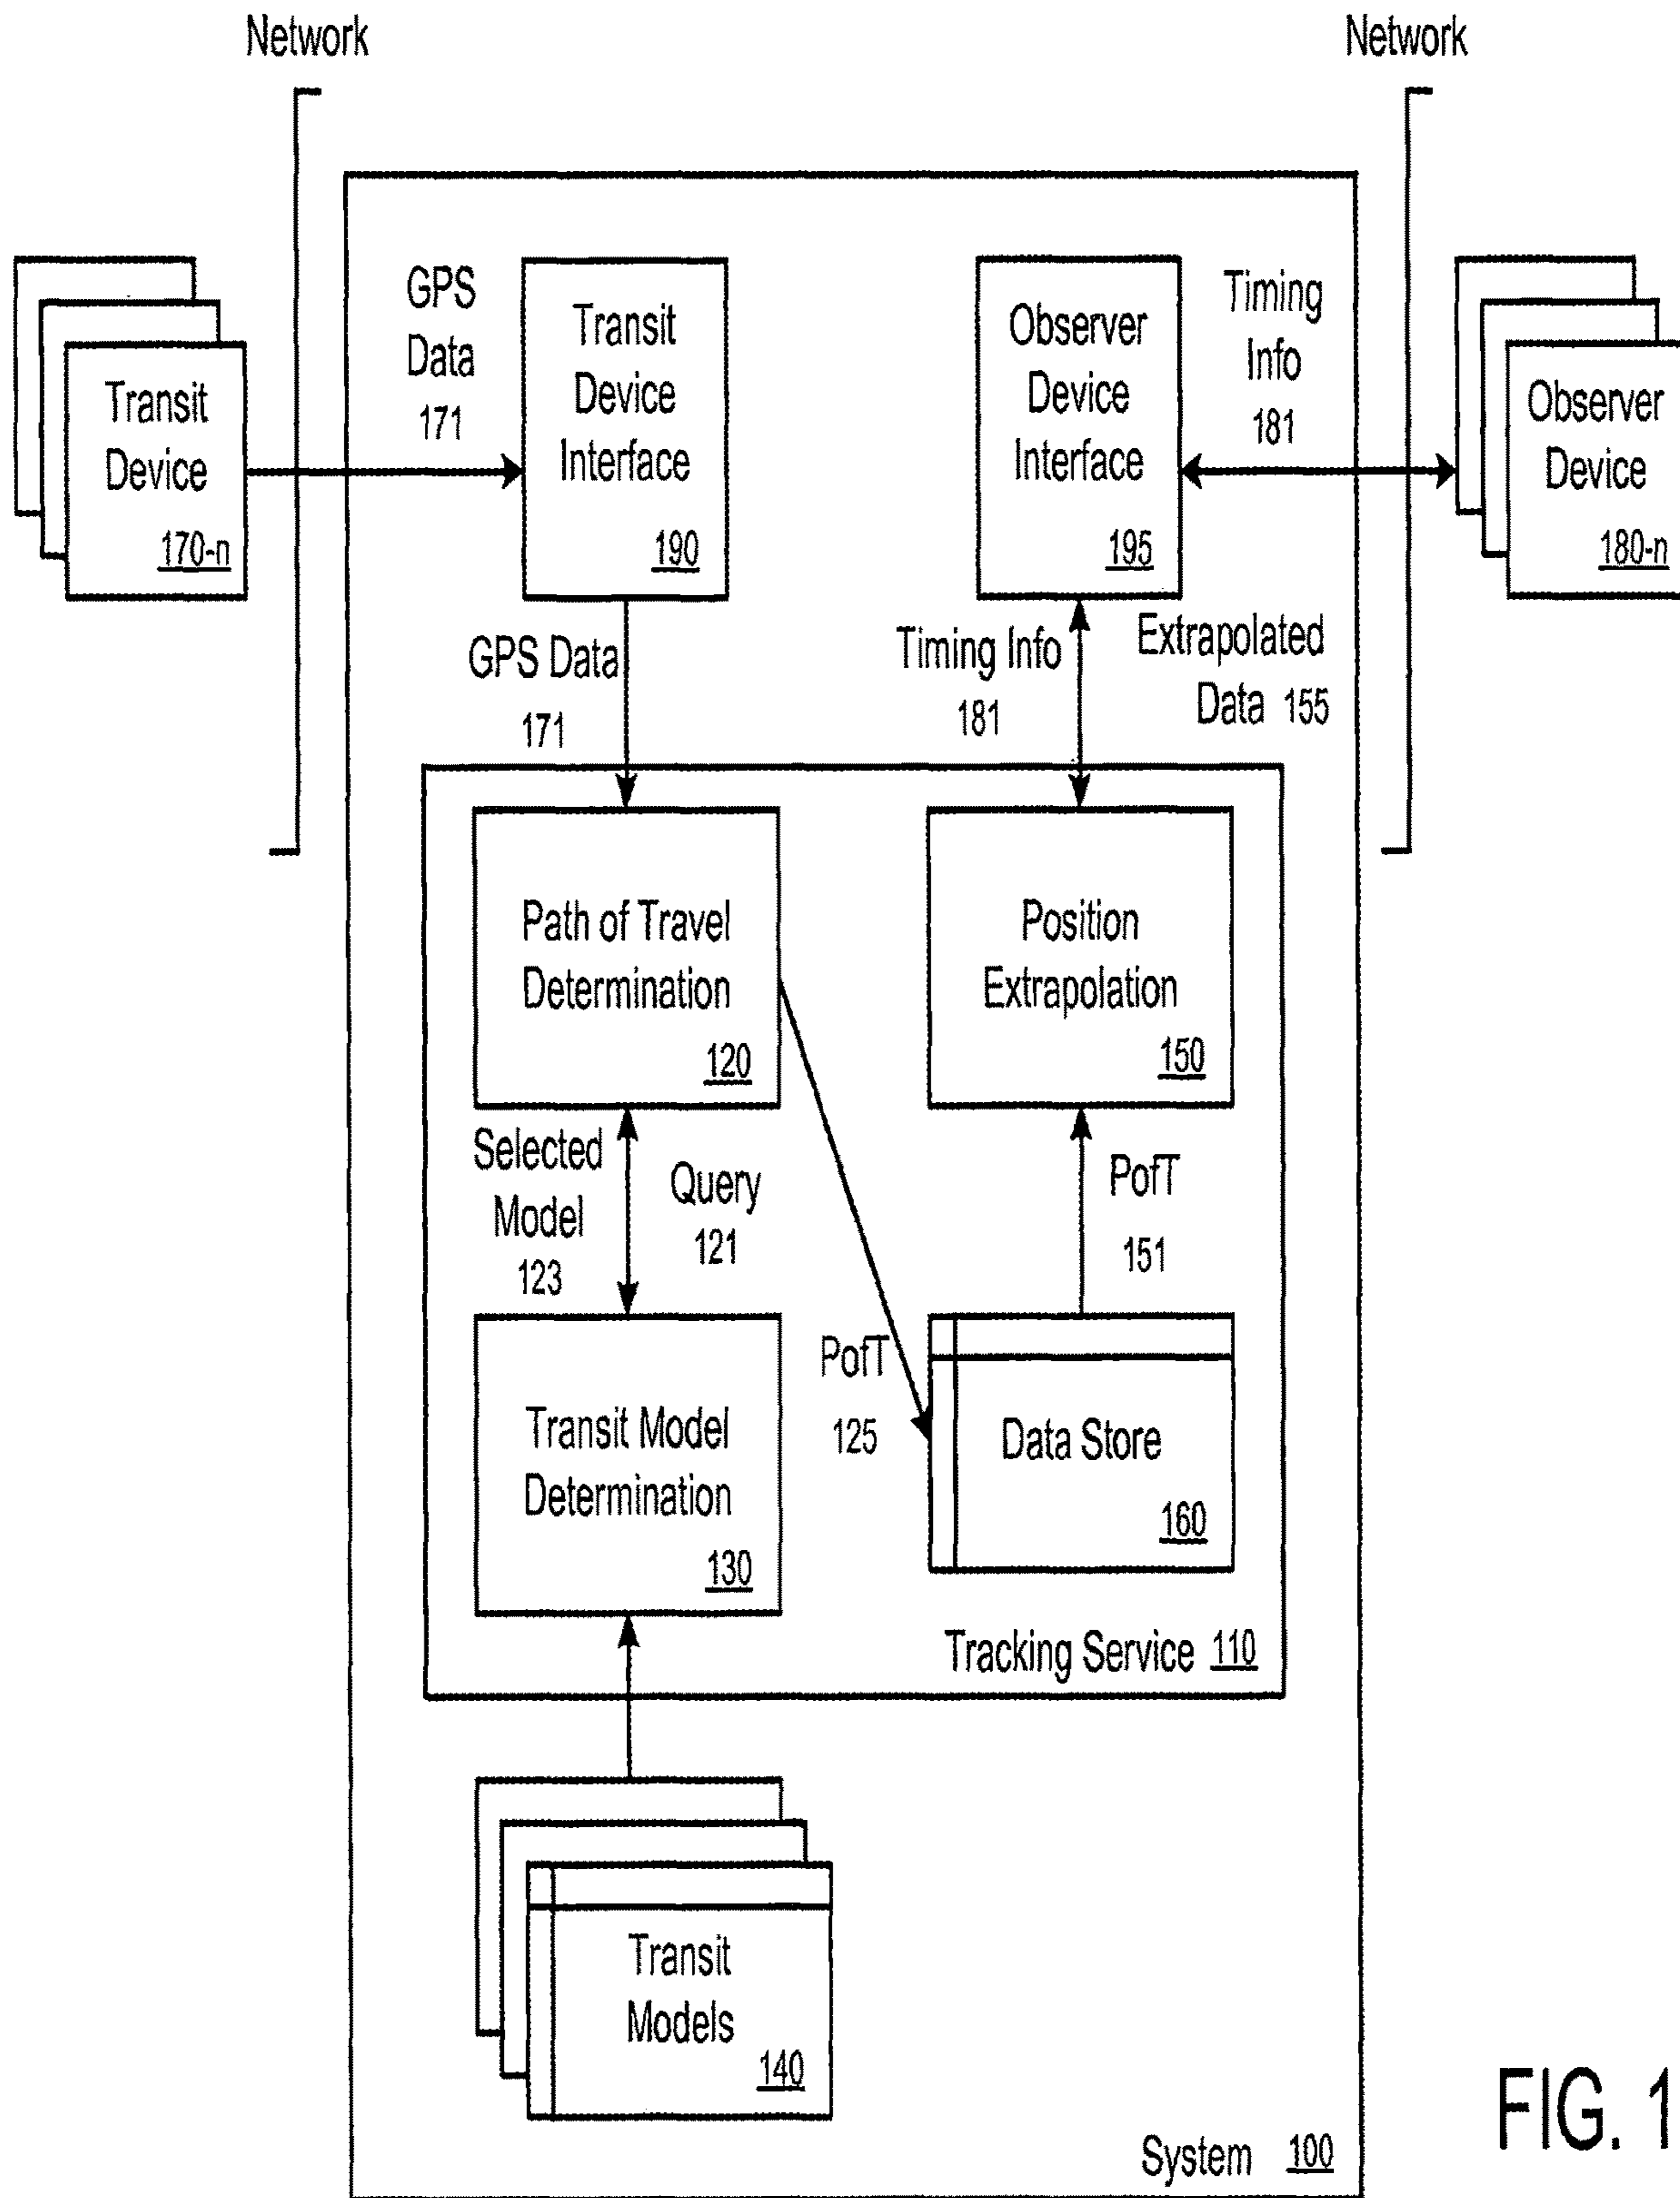 Network
Network
GPS
Data
171
Transit
Device
Interface
190
Observer
Device
Interface
195
Timing
Info
181
Transit
Device
170-n
Observer
Device
180-n
GPS Data
171
Timing Info
181
Extrapolated
Data 155
Path of Travel
Determination
120
Position
Extrapolation
150
Selected
Model
123
Query
121
PofT
151
PofT
125
Transit Model
Determination
130
Data Store
160
Tracking Service 110
Transit
Models
140
System 100
FIG. 1